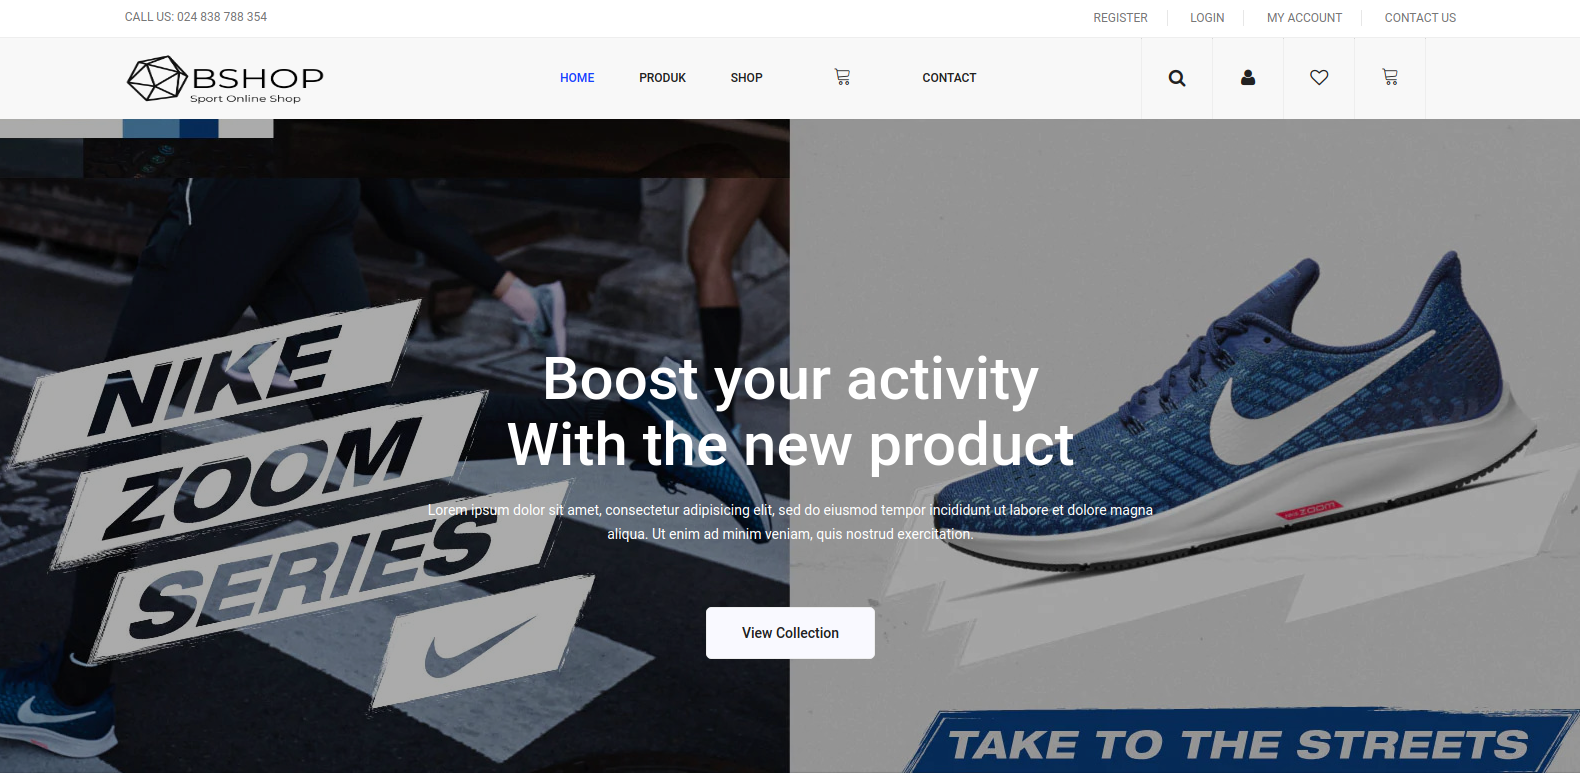 CALL US: 024 838 788 354
REGISTER LOGIN MY ACCOUNT CONTACT US
BSHOP
Sport Online Shop
HOME PRODUK SHOP CONTACT
NIKE
ZOOM
SERIES
Boost your activity
With the new product
Lorem ipsum dolor sit amet, consectetur adipisicing elit, sed do eiusmod tempor incididunt ut labore et dolore magna
aliqua. Ut enim ad minim veniam, quis nostrud exercitation.
View Collection
ZOOM
TAKE TO THE STREETS